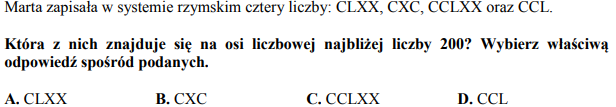 Marta zapisała w systemie rzymskim cztery liczby: CLXX, CXC, CCLXX oraz CCL.
Która z nich znajduje się na osi liczbowej najbliżej liczby 200? Wybierz właściwą
odpowiedź spośród podanych.
A. CLXX B. CXC C. CCLXX D. CCL